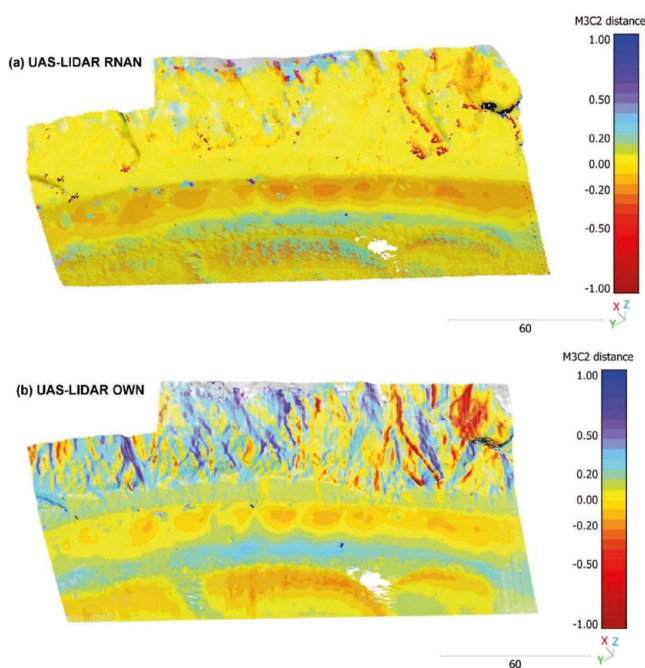 M3C2 distance
(a) UAS-LIDAR RNAN
1.00
0.50
0.20
0.00
-0.20
-0.50
-1.00
X Z
Y
60
M3C2 distance
(b) UAS-LIDAR OWN
1.00
0.50
0.20
0.00
-0.20
-0.50
-1.00
X Z
Y
60